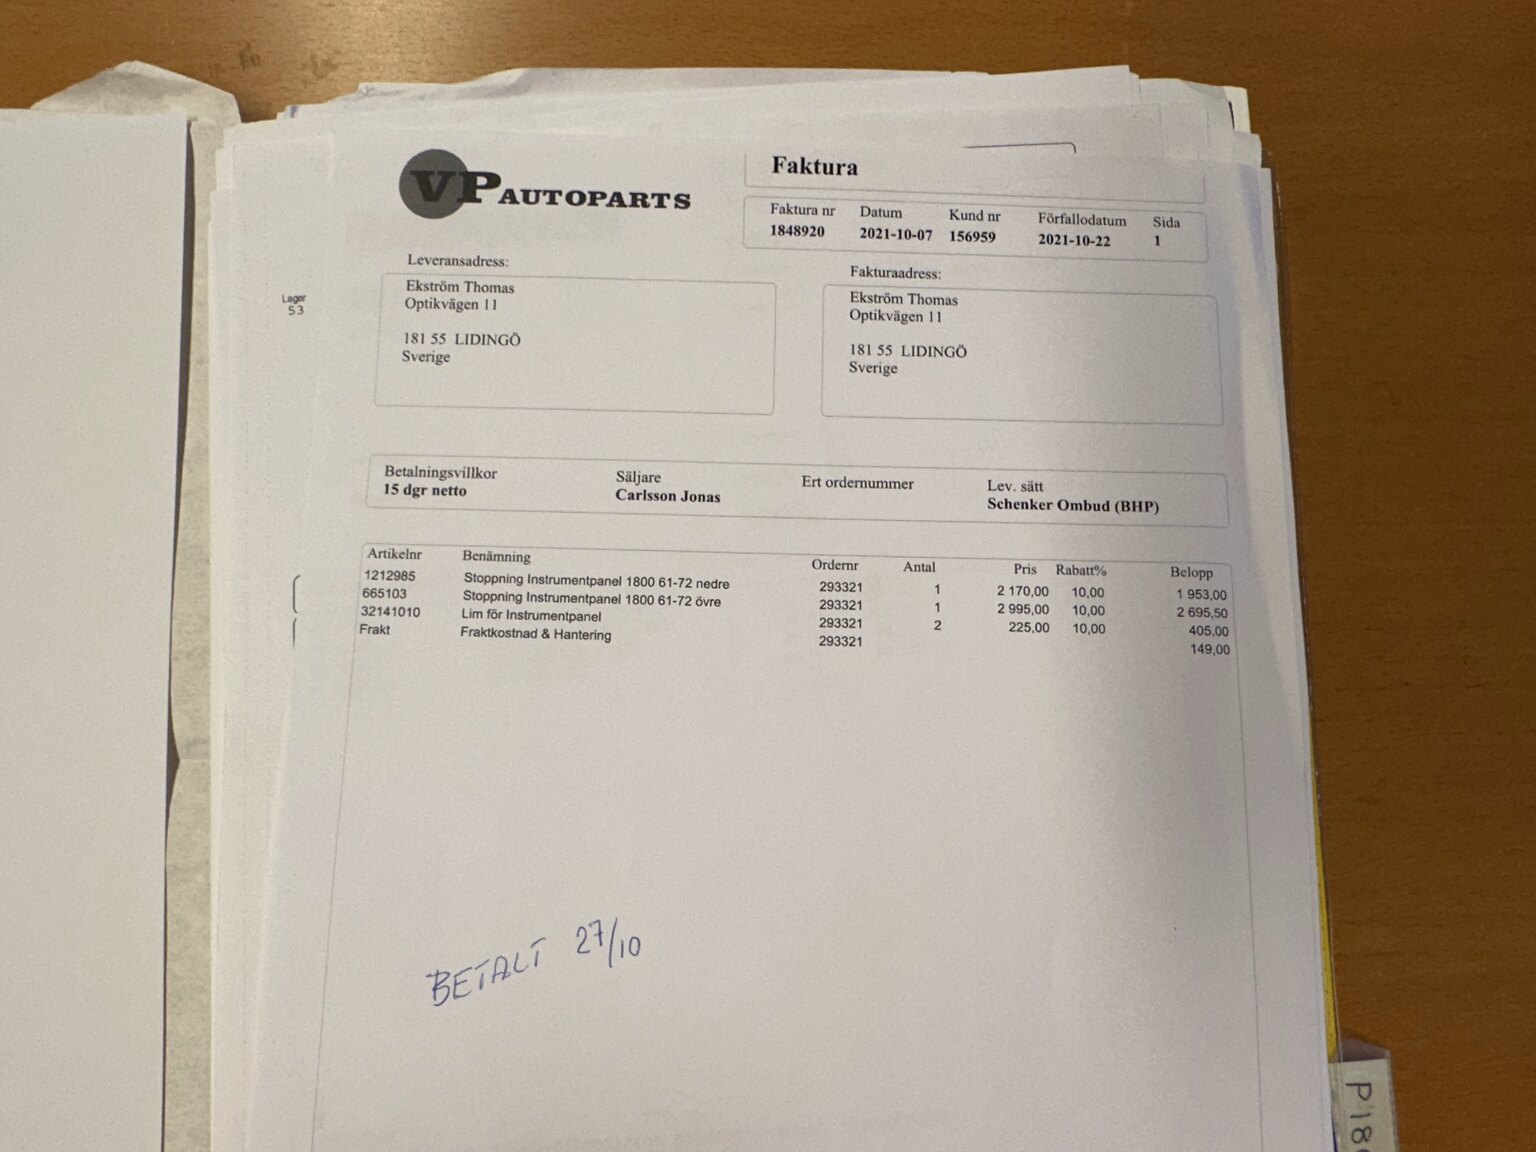 VP AUTOPARTS
Faktura
Faktura nr Datum Kund nr Förfallodatum Sida
1848920 2021-10-07 156959 2021-10-22 1
Leveransadress:
Ekström Thomas
Optikvägen 11
181 55 LIDINGÖ
Sverige
Fakturaadress:
Ekström Thomas
Optikvägen 11
181 55 LIDINGÖ
Sverige
Lager
53
Betalningsvillkor Säljare Ert ordernummer Lev. sätt
15 dgr netto Carlsson Jonas Schenker Ombud (BHP)
Artikelnr Benämning Ordernr Antal Pris Rabatt% Belopp
1212985 Stoppning Instrumentpanel 1800 61-72 nedre 293321 1 2 170,00 10,00 1 953,00
665103 Stoppning Instrumentpanel 1800 61-72 övre 293321 1 2 995,00 10,00 2 695,50
32141010 Lim för Instrumentpanel 293321 2 225,00 10,00 405,00
Frakt Fraktkostnad & Hantering 293321 149,00
BETALT 27/10